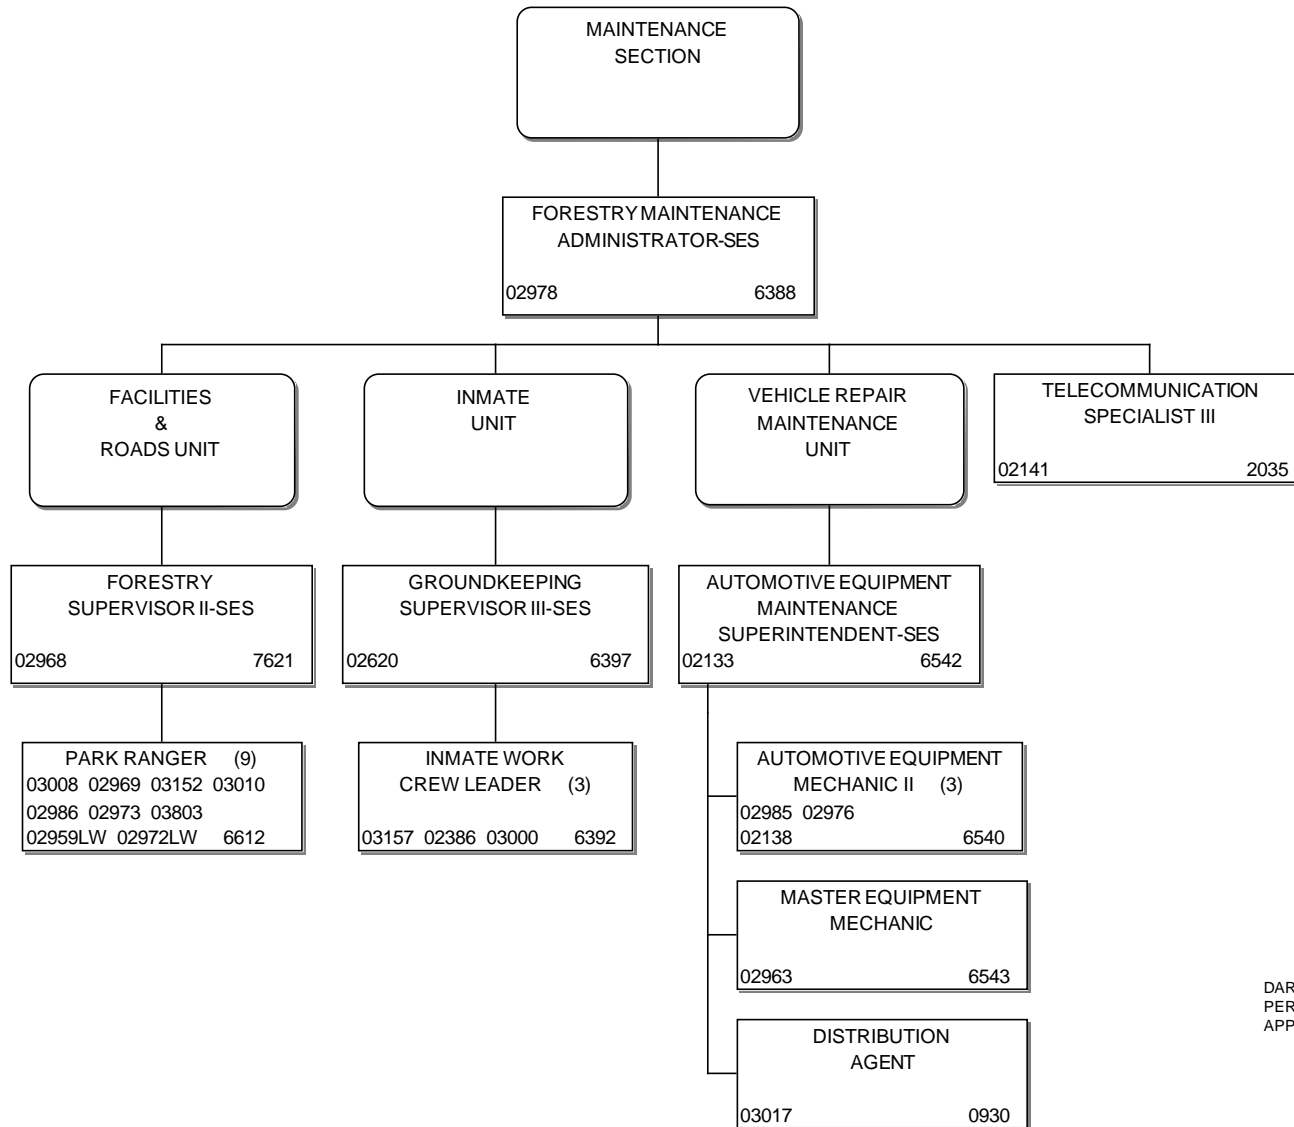 MAINTENANCE
SECTION
FORESTRY MAINTENANCE
ADMINISTRATOR-SES
02978 6388
FACILITIES
&
ROADS UNIT
INMATE
UNIT
VEHICLE REPAIR
MAINTENANCE
UNIT
TELECOMMUNICATION
SPECIALIST III
02141 2035
FORESTRY
SUPERVISOR II-SES
02968 7621
GROUNDKEEPING
SUPERVISOR III-SES
02620 6397
AUTOMOTIVE EQUIPMENT
MAINTENANCE
SUPERINTENDENT-SES
02133 6542
PARK RANGER (9)
03008 02969 03152 03010
02986 02973 03803
02959LW 02972LW 6612
INMATE WORK
CREW LEADER (3)
03157 02386 03000 6392
AUTOMOTIVE EQUIPMENT
MECHANIC II (3)
02985 02976
02138 6540
MASTER EQUIPMENT
MECHANIC
02963 6543
DISTRIBUTION
AGENT
03017 0930
DAR
PER
APP